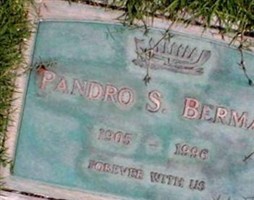 PANDRO S. BERMA
1905 - 1996
FOREVER WITH US